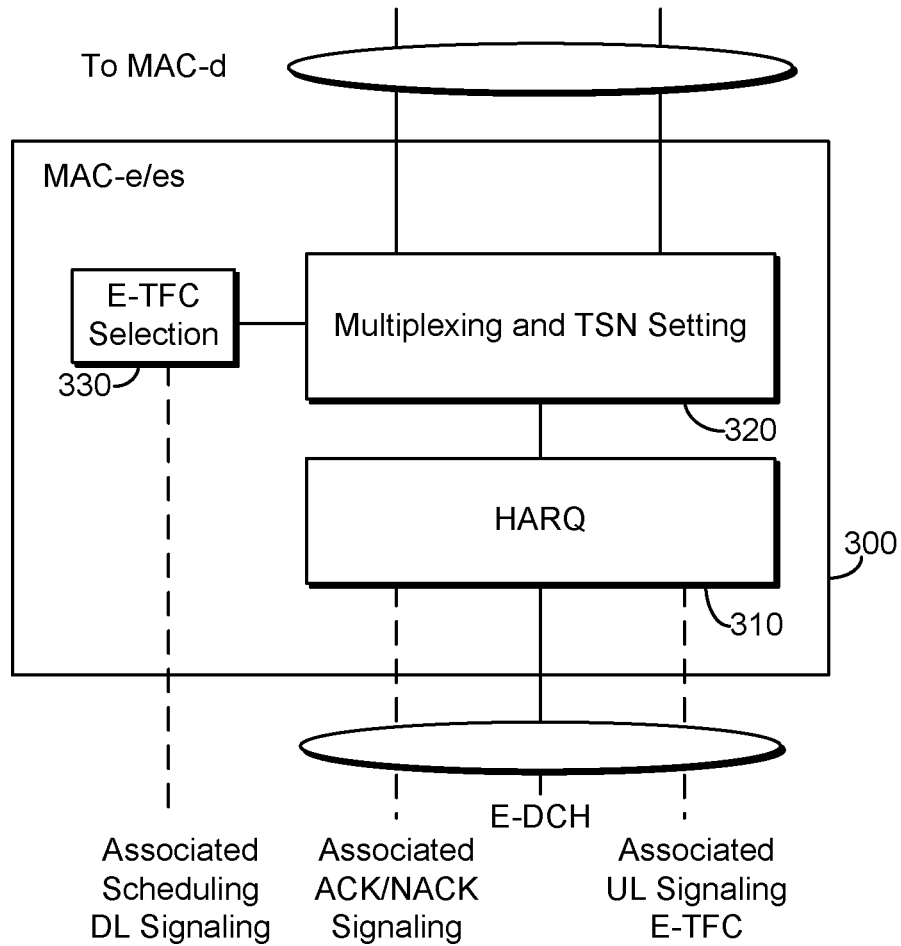 To MAC-d
MAC-e/es
E-TFC
Selection
330
Multiplexing and TSN Setting
320
HARQ
300
310
E-DCH
Associated
Scheduling
DL Signaling
Associated
ACK/NACK
Signaling
Associated
UL Signaling
E-TFC